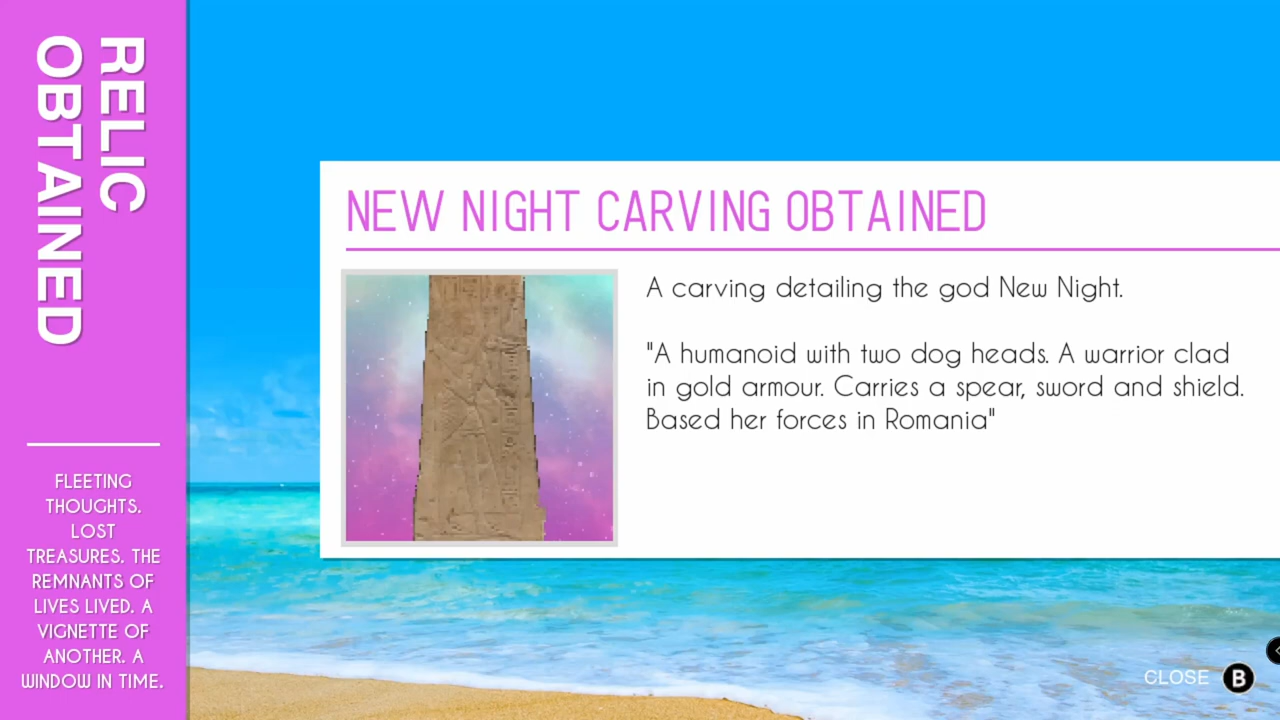 RELIC
OBTAINED
FLEETING
THOUGHTS.
LOST
TREASURES. THE
REMNANTS OF
LIVES LIVED. A
VIGNETTE OF
ANOTHER. A
WINDOW IN TIME.
NEW NIGHT CARVING OBTAINED
A carving detailing the god New Night.
"A humanoid with two dog heads. A warrior clad
in gold armour. Carries a spear, sword and shield.
Based her forces in Romania"
CLOSE B